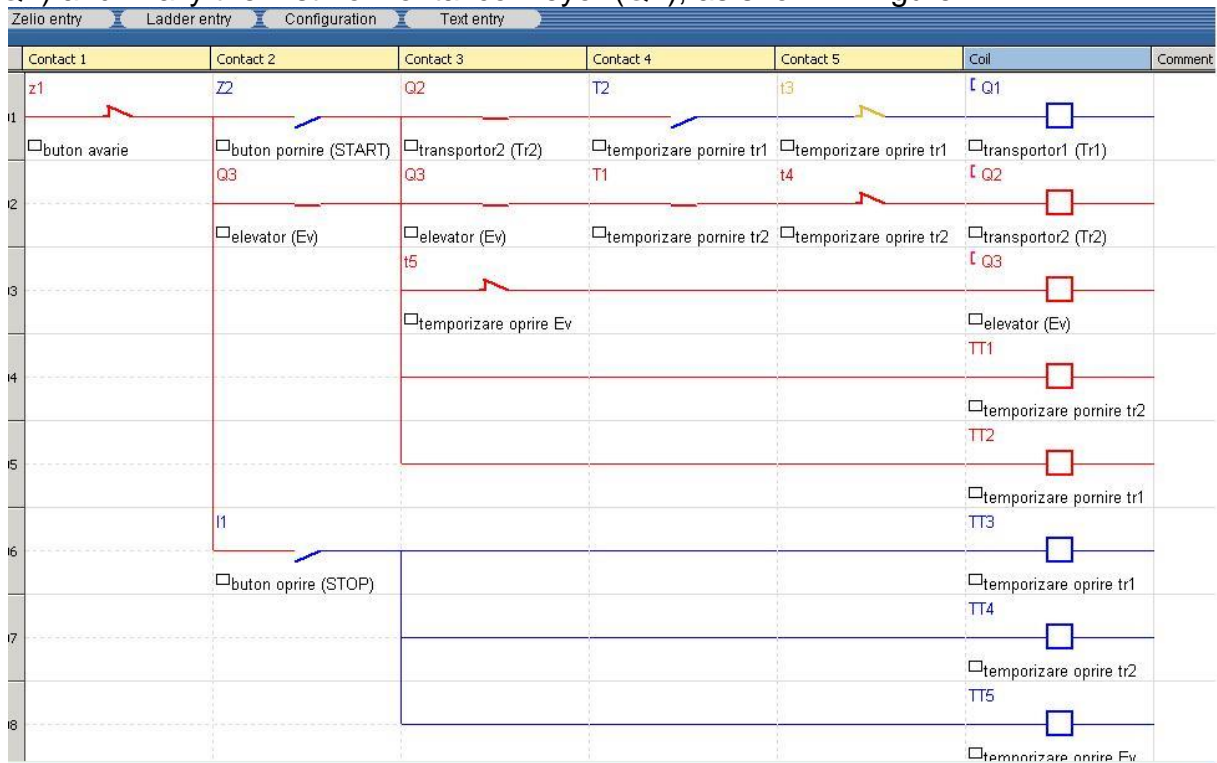 Zelio entry Ladder entry Configuration Text entry
Contact 1 Contact 2 Contact 3 Contact 4 Contact 5 Coil Comment
z1 Z2 Q2 T2 t3 [ Q1
buton avarie buton pornire (START) transportor2 (Tr2) temporizare pornire tr1 temporizare oprire tr1 transportor1 (Tr1)
Q3 Q3 T1 t4 [ Q2
elevator (Ev) elevator (Ev) temporizare pornire tr2 temporizare oprire tr2 transportor2 (Tr2)
t5 [ Q3
temporizare oprire Ev elevator (Ev)
TT1
temporizare pornire tr2
TT2
temporizare pornire tr1
I1 TT3
buton oprire (STOP) temporizare oprire tr1
TT4
temporizare oprire tr2
TT5
temporizare oprire Ev